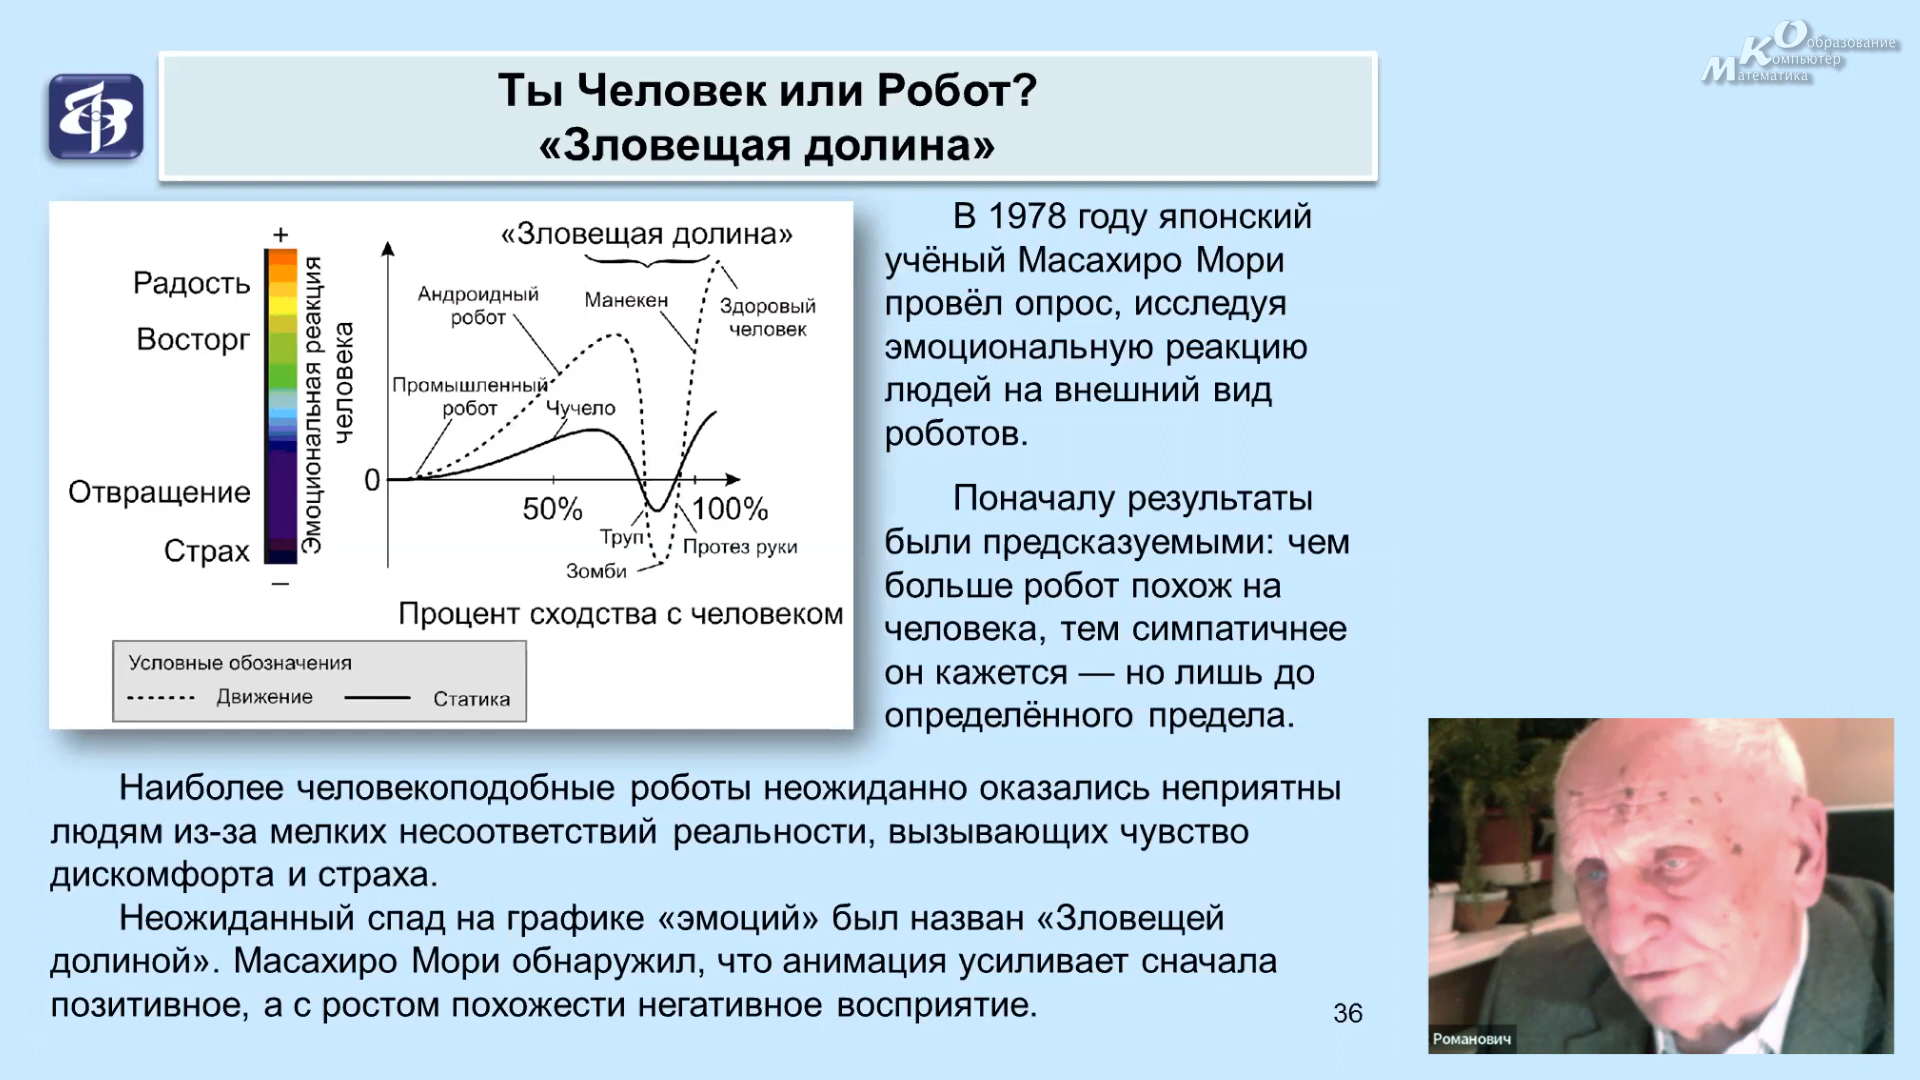 Ты Человек или Робот?
«Зловещая долина»
Образование
Компьютер
Математика
+
Радость
Восторг
Отвращение
Страх
–
Эмоциональная реакция
человека
«Зловещая долина»
Андроидный
робот
Манекен
Здоровый
человек
Промышленный
робот
Чучело
0
50%
100%
Труп
Протез руки
Зомби
Процент сходства с человеком
Условные обозначения
Движение
Статика
В 1978 году японский
учёный Масахиро Мори
провёл опрос, исследуя
эмоциональную реакцию
людей на внешний вид
роботов.
Поначалу результаты
были предсказуемыми: чем
больше робот похож на
человека, тем симпатичнее
он кажется — но лишь до
определённого предела.
Наиболее человекоподобные роботы неожиданно оказались неприятны
людям из-за мелких несоответствий реальности, вызывающих чувство
дискомфорта и страха.
Неожиданный спад на графике «эмоций» был назван «Зловещей
долиной». Масахиро Мори обнаружил, что анимация усиливает сначала
позитивное, а с ростом похожести негативное восприятие.
36
Романович